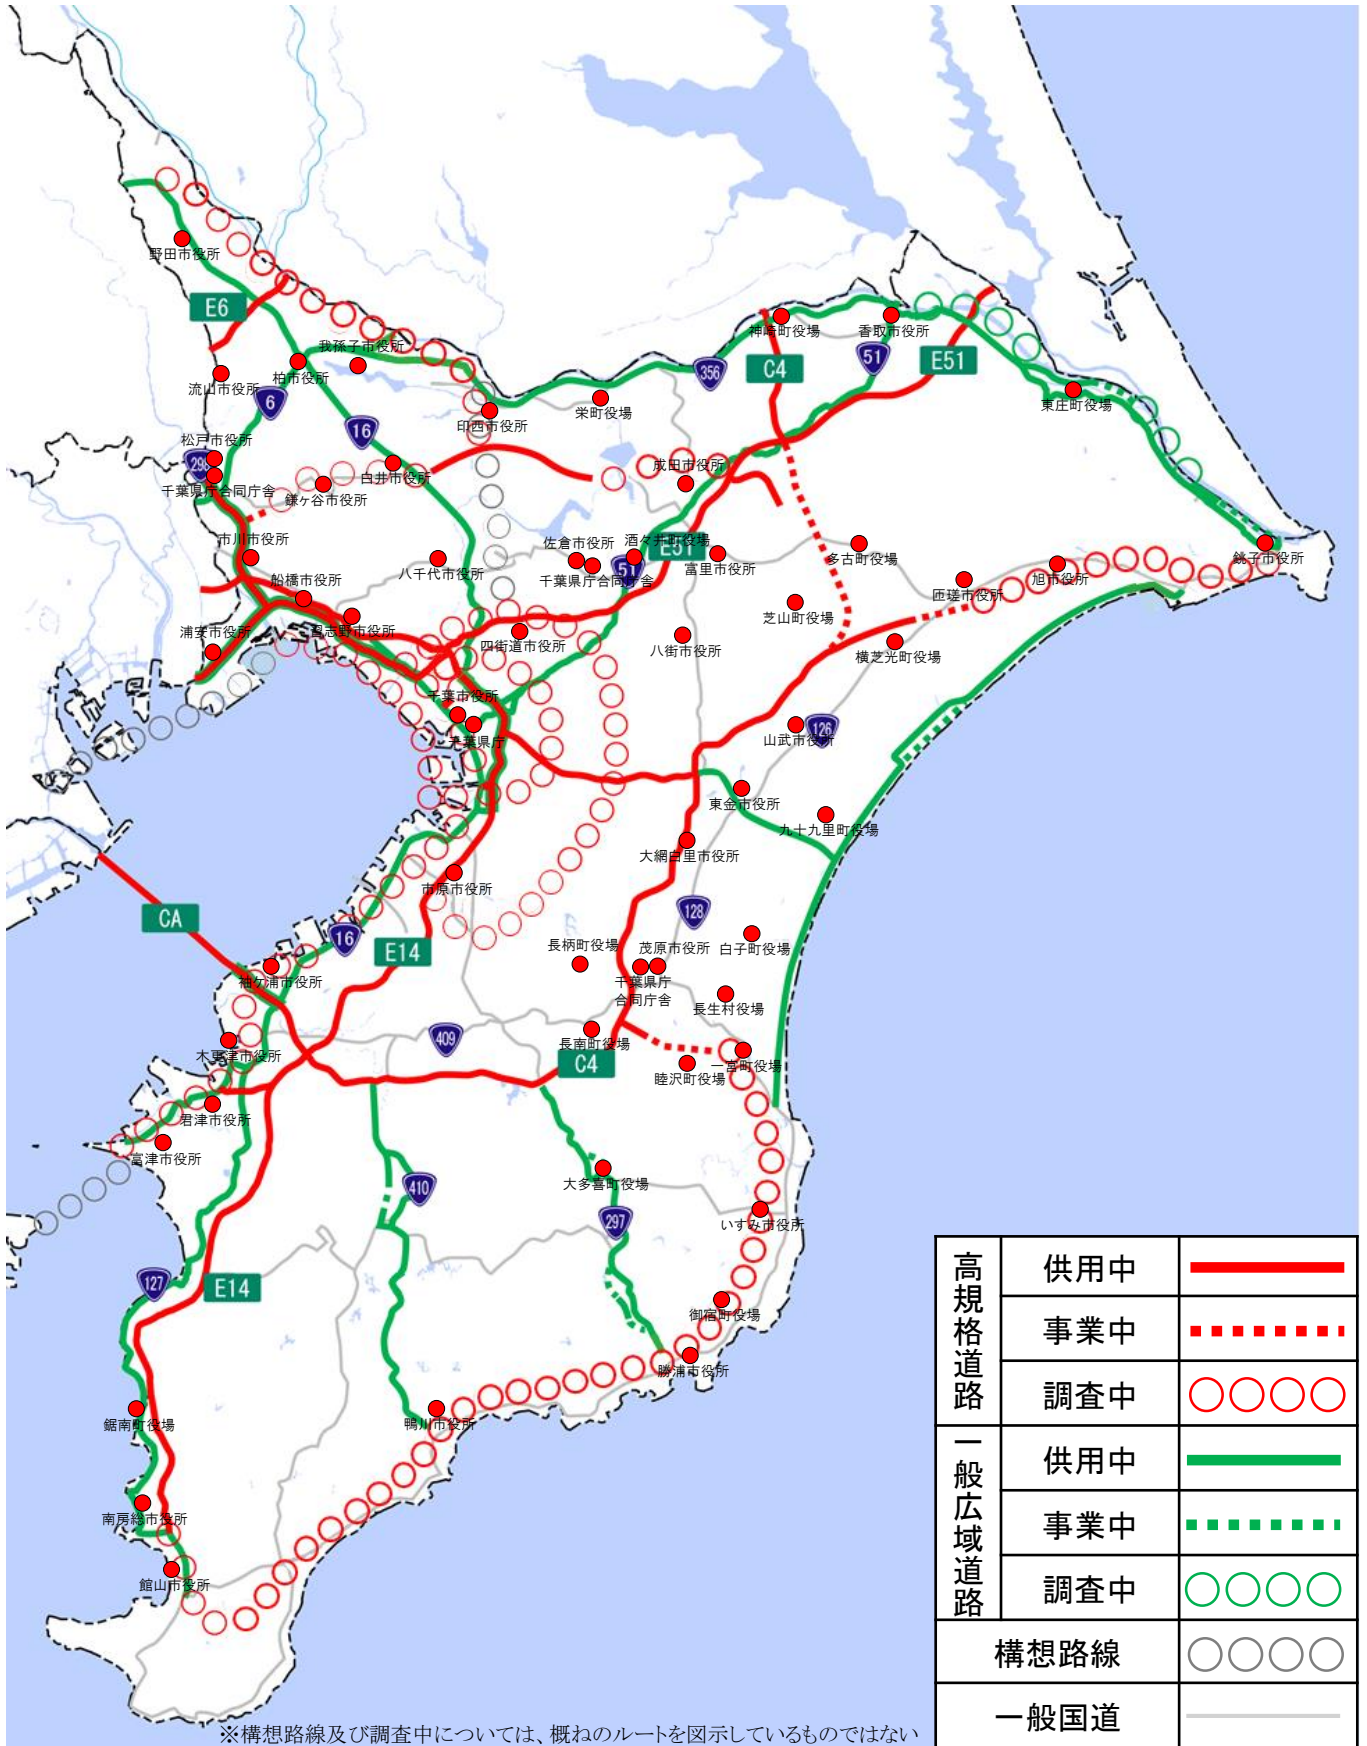 野田市役所
E6
我孫子市役所
柏市役所
流山市役所
6
16
印西市役所
栄町役場
356
神崎町役場
C4
香取市役所
51
E51
東庄町役場
松戸市役所
298
千葉県庁合同庁舎
鎌ヶ谷市役所
白井市役所
成田市役所
市川市役所
船橋市役所
八千代市役所
佐倉市役所
千葉県庁合同庁舎
酒々井町役場
51
E51
富里市役所
多古町役場
匝瑳市役所
旭市役所
銚子市役所
浦安市役所
習志野市役所
四街道市役所
八街市役所
芝山町役場
横芝光町役場
千葉市役所
千葉県庁
山武市役所
126
東金市役所
九十九里町役場
大網白里市役所
市原市役所
CA
16
E14
128
長柄町役場
茂原市役所
千葉県庁
合同庁舎
白子町役場
袖ケ浦市役所
長生村役場
木更津市役所
409
長南町役場
C4
睦沢町役場
一宮町役場
君津市役所
富津市役所
410
大多喜町役場
297
いすみ市役所
127
E14
御宿町役場
勝浦市役所
鋸南町役場
鴨川市役所
南房総市役所
館山市役所
高規格道路
供用中
事業中
調査中
一般広域道路
供用中
事業中
調査中
構想路線
一般国道
※構想路線及び調査中については、概ねのルートを図示しているものではない